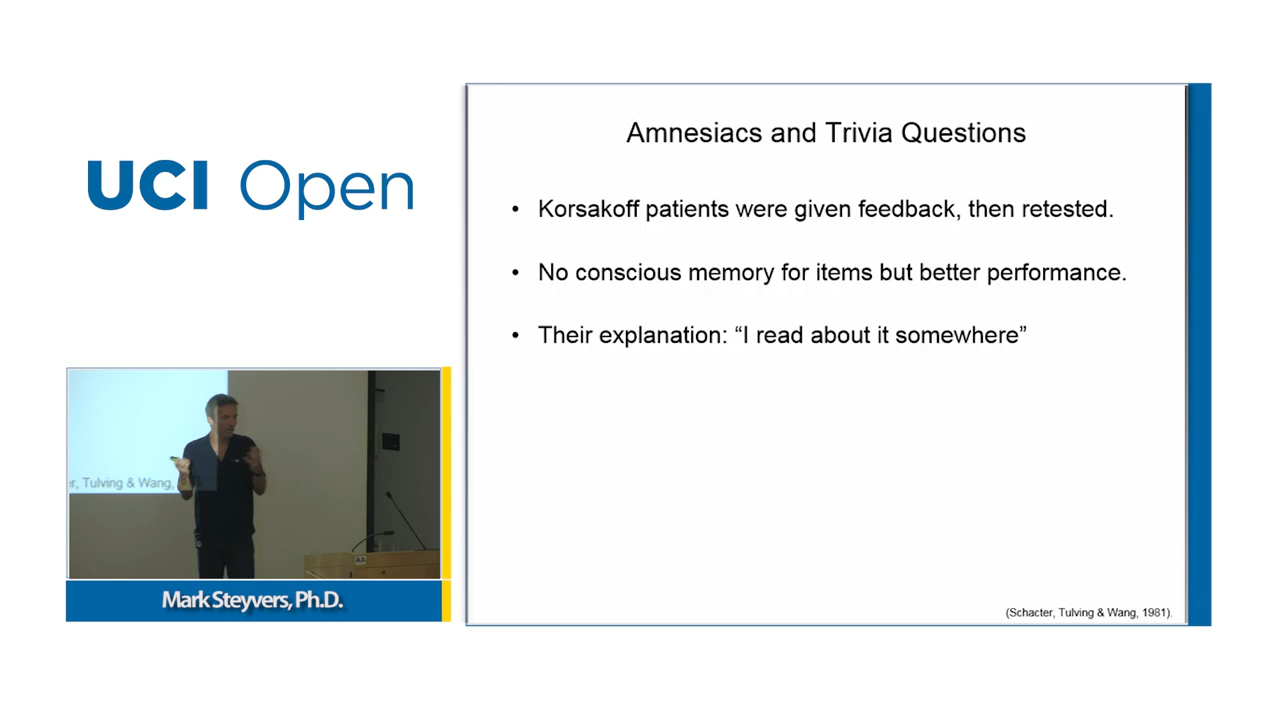 UCI Open
Amnesiacs and Trivia Questions
• Korsakoff patients were given feedback, then retested.
• No conscious memory for items but better performance.
• Their explanation: “I read about it somewhere”
(Schacter, Tulving & Wang, 1981).
Tulving & Wang,
AA
Mark Steyvers, Ph.D.